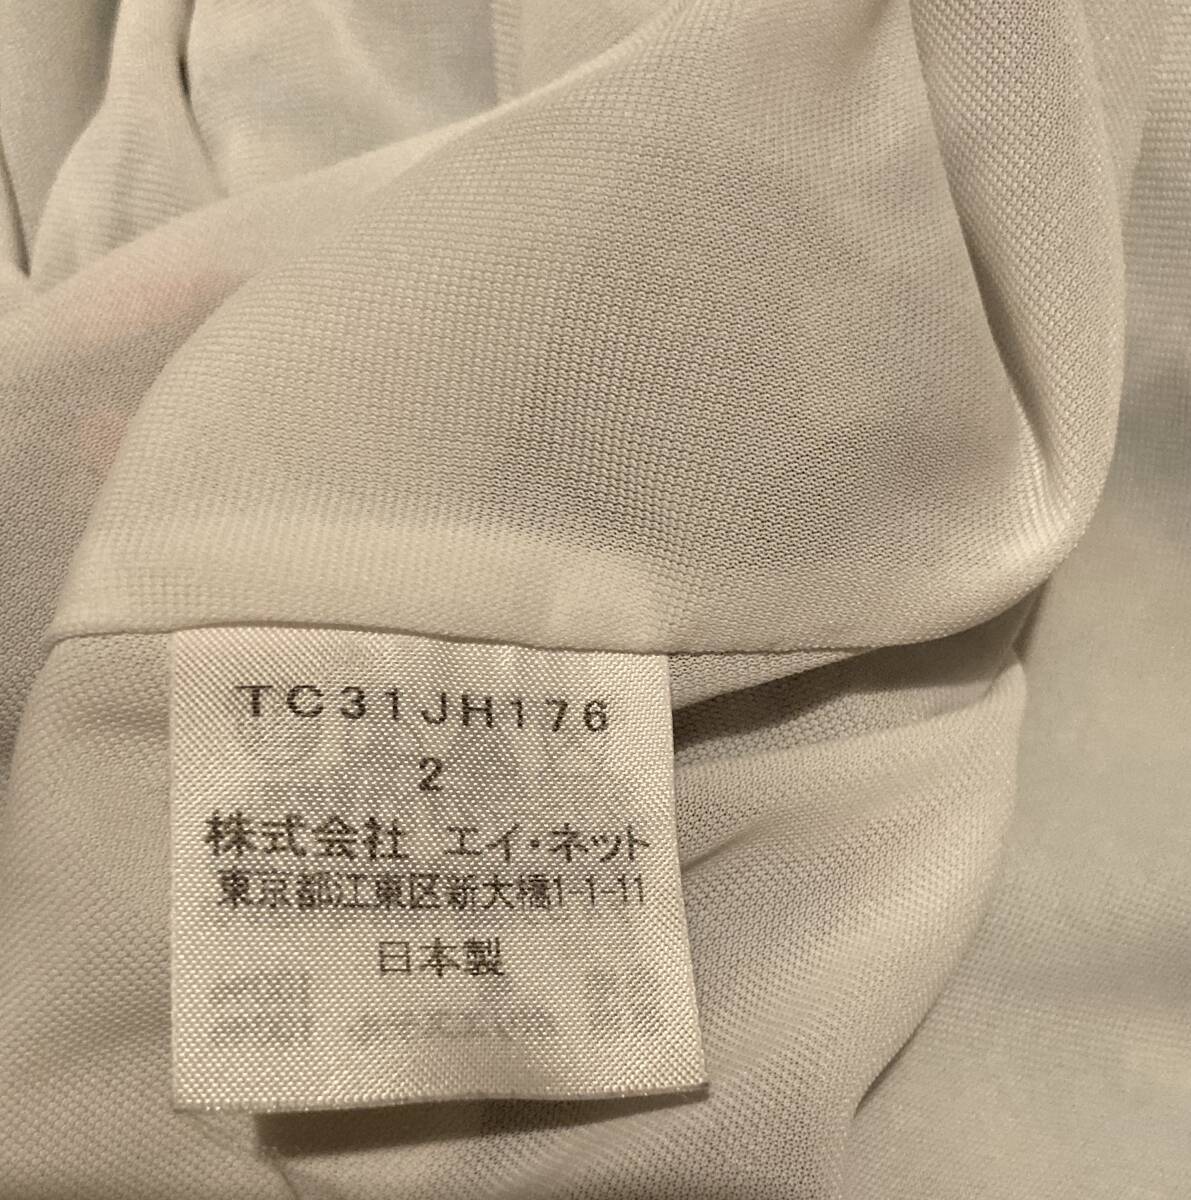 TC31JH176
2
株式会社 エイ・ネット
東京都江東区新大橋1-1-11
日本製